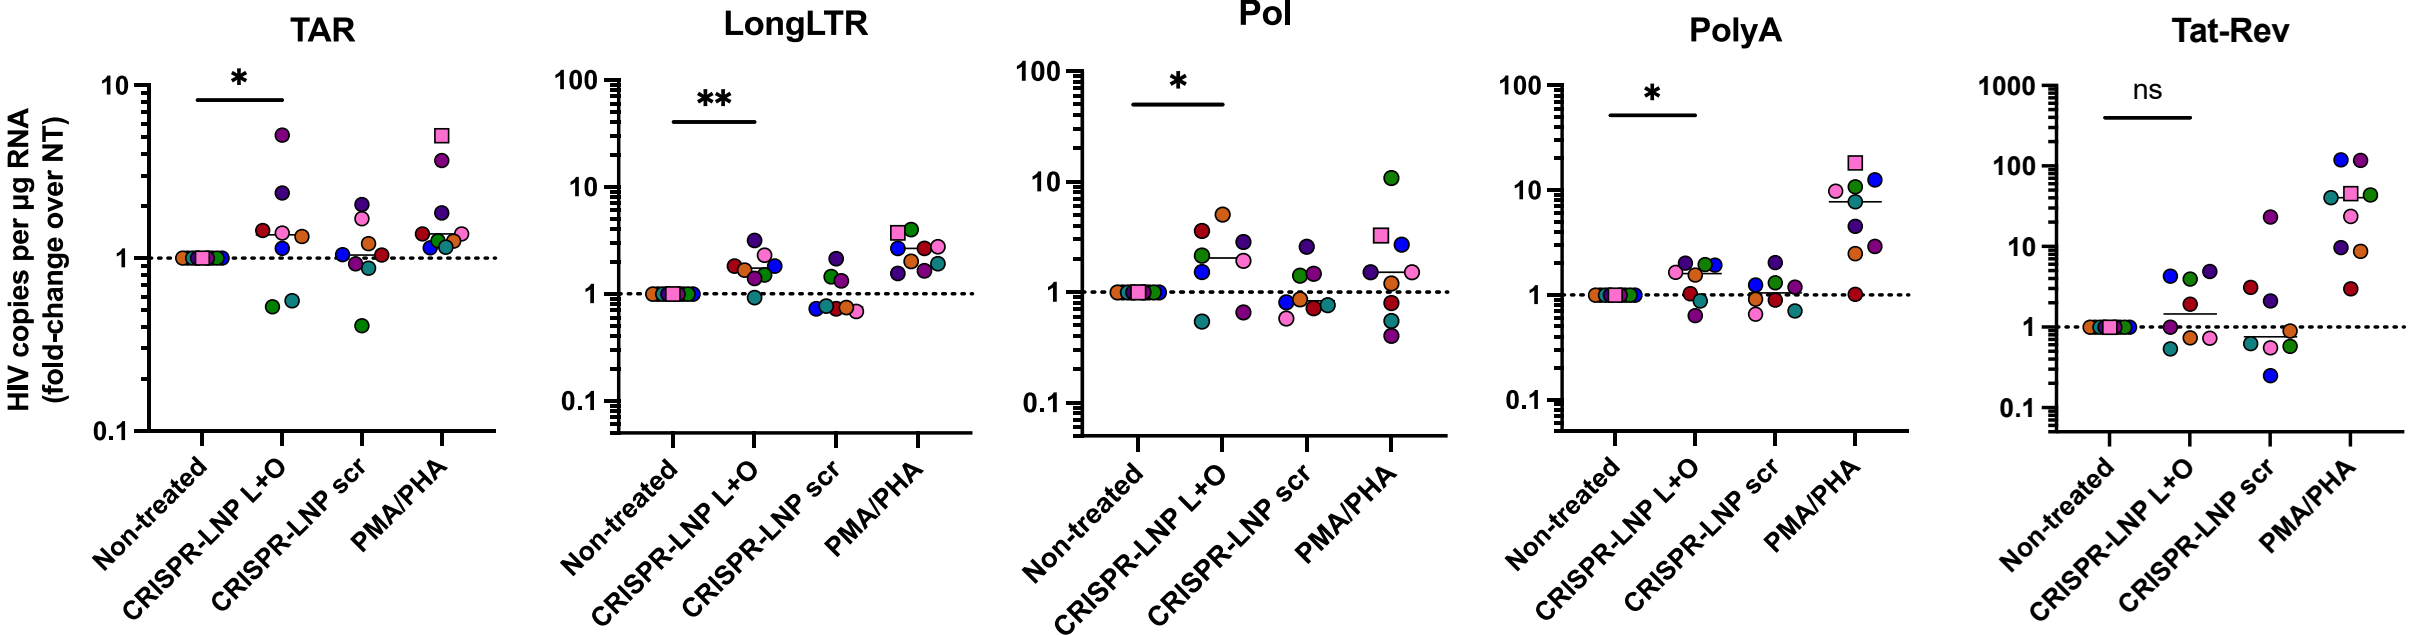 TAR
LongLTR
Pol
PolyA
Tat-Rev
HIV copies per µg RNA
(fold-change over NT)
10
1
0.1
*
Non-treated
CRISPR-LNP L+O
CRISPR-LNP scr
PMA/PHA
100
10
1
0.1
**
Non-treated
CRISPR-LNP L+O
CRISPR-LNP scr
PMA/PHA
100
10
1
0.1
*
Non-treated
CRISPR-LNP L+O
CRISPR-LNP scr
PMA/PHA
100
10
1
0.1
*
Non-treated
CRISPR-LNP L+O
CRISPR-LNP scr
PMA/PHA
1000
100
10
1
0.1
ns
Non-treated
CRISPR-LNP L+O
CRISPR-LNP scr
PMA/PHA